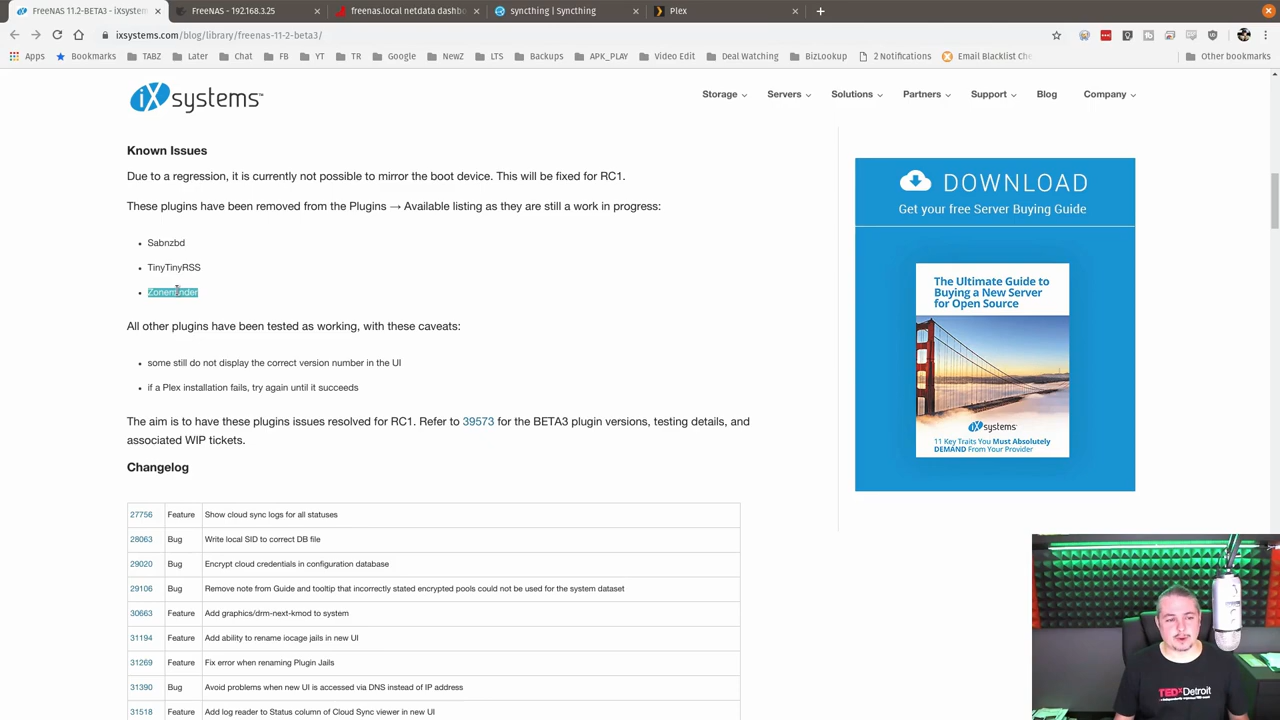 FreeNAS 11.2-BETA3 - iXsystem
FreeNAS - 192.168.3.25
freenas.local netdata dashbo
syncthing | Syncthing
Plex
ixsystems.com/blog/library/freenas-11-2-beta3/
Apps
Bookmarks
TABZ
Later
Chat
FB
YT
TR
Google
NewZ
LTS
Backups
APK_PLAY
Video Edit
Deal Watching
BizLookup
2 Notifications
Email Blacklist Che
Other bookmarks
iXsystems™
Storage
Servers
Solutions
Partners
Support
Blog
Company
Known Issues
Due to a regression, it is currently not possible to mirror the boot device. This will be fixed for RC1.
These plugins have been removed from the Plugins → Available listing as they are still a work in progress:
• Sabnzbd
• TinyTinyRSS
• Zoneminder
All other plugins have been tested as working, with these caveats:
• some still do not display the correct version number in the UI
• if a Plex installation fails, try again until it succeeds
The aim is to have these plugins issues resolved for RC1. Refer to 39573 for the BETA3 plugin versions, testing details, and
associated WIP tickets.
Changelog
27756 Feature Show cloud sync logs for all statuses
28063 Bug Write local SID to correct DB file
29020 Bug Encrypt cloud credentials in configuration database
29106 Bug Remove note from Guide and tooltip that incorrectly stated encrypted pools could not be used for the system dataset
30663 Feature Add graphics/drm-next-kmod to system
31194 Feature Add ability to rename iocage jails in new UI
31269 Feature Fix error when renaming Plugin Jails
31390 Bug Avoid problems when new UI is accessed via DNS instead of IP address
31518 Feature Add log reader to Status column of Cloud Sync viewer in new UI
DOWNLOAD
Get your free Server Buying Guide
The Ultimate Guide to
Buying a New Server
for Open Source
iXsystems
11 Key Traits You Must Absolutely
DEMAND From Your Provider
TEDxDetroit